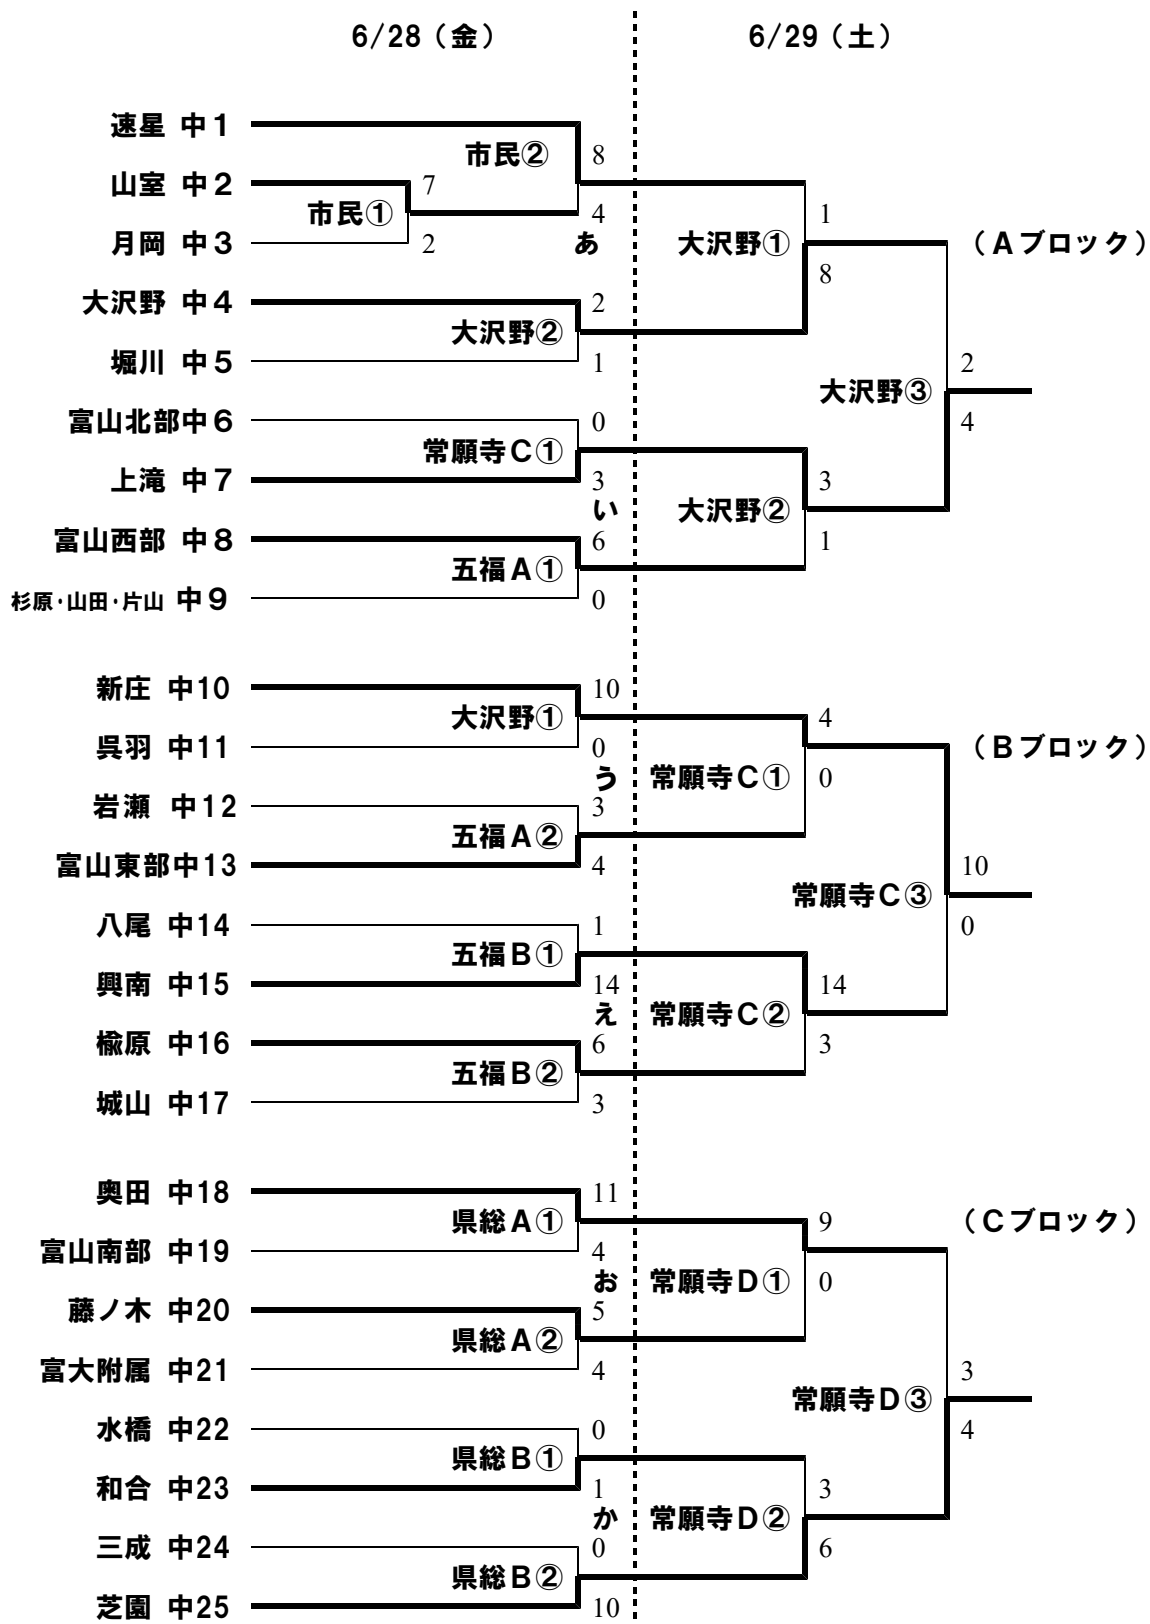 6/28（金） 6/29（土）
速星 中1
市民② 8
山室 中2 7
市民① 4 1
月岡 中3 2 あ 大沢野① （Aブロック）
8
大沢野 中4 2
大沢野②
堀川 中5 1 2
大沢野③
富山北部中6 0 4
常願寺C①
上滝 中7 3 3
い 大沢野②
富山西部 中8 6 1
五福A①
杉原・山田・片山 中9 0
新庄 中10 10
大沢野① 4
呉羽 中11 0 （Bブロック）
う 常願寺C① 0
岩瀬 中12 3
五福A②
富山東部中13 4 10
常願寺C③
八尾 中14 1 0
五福B①
興南 中15 14 14
え 常願寺C②
楡原 中16 6 3
五福B②
城山 中17 3
奥田 中18 11
県総A① 9 （Cブロック）
富山南部 中19 4
お 常願寺D① 0
藤ノ木 中20 5
県総A②
富大附属 中21 4 3
常願寺D③
水橋 中22 0 4
県総B①
和合 中23 1 3
か 常願寺D②
三成 中24 0 6
県総B②
芝園 中25 10